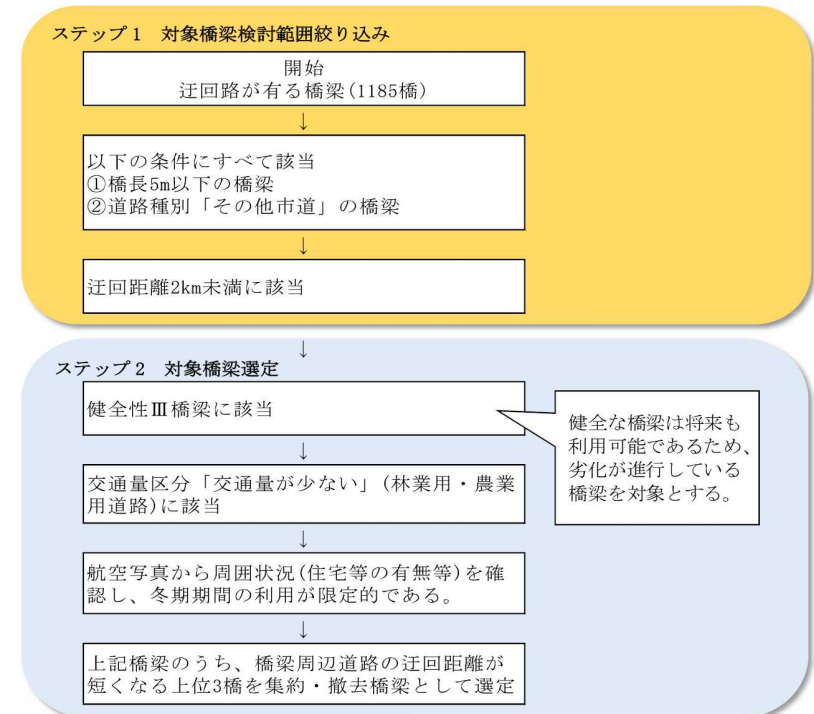 ステップ1 対象橋梁検討範囲絞り込み
開始
迂回路が有る橋梁(1185橋)
↓
以下の条件にすべて該当
①橋長5m以下の橋梁
②道路種別「その他市道」の橋梁
↓
迂回距離2km未満に該当
↓
ステップ2 対象橋梁選定
健全性Ⅲ橋梁に該当
健全な橋梁は将来も
利用可能であるため、
劣化が進行している
橋梁を対象とする。
↓
交通量区分「交通量が少ない」(林業用・農業
用道路)に該当
↓
航空写真から周囲状況(住宅等の有無等)を確
認し、冬期期間の利用が限定的である。
↓
上記橋梁のうち、橋梁周辺道路の迂回距離が
短くなる上位3橋を集約・撤去橋梁として選定